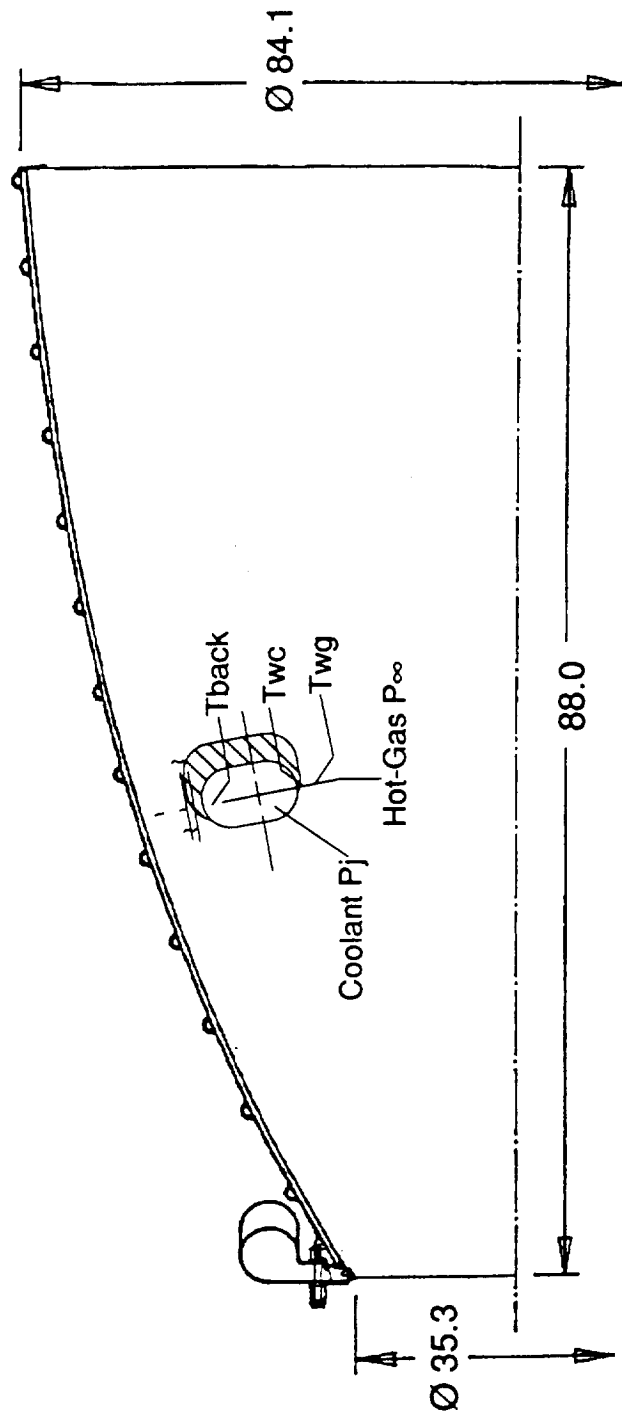 Ø 84.1
Tback
Twc
Twg
Hot-Gas P∞
Coolant Pj
88.0
Ø 35.3